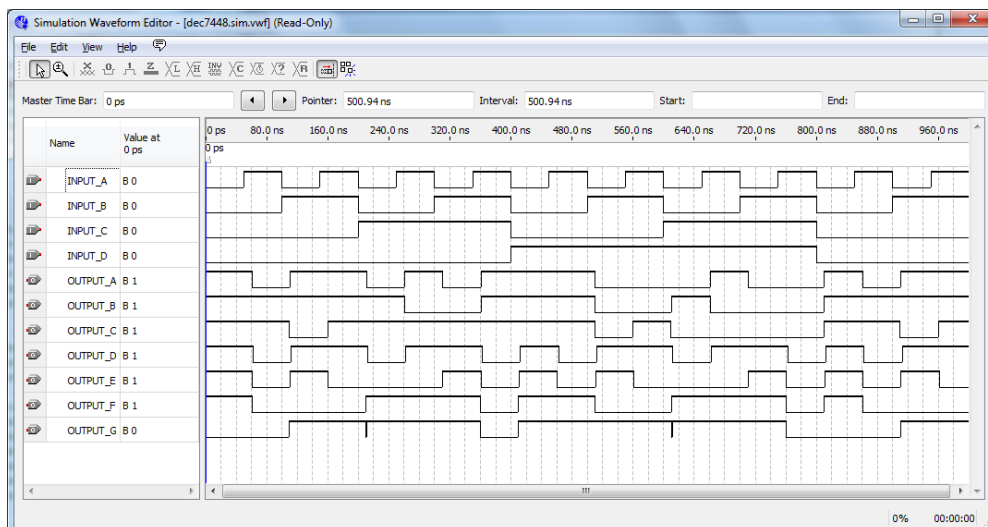 Simulation Waveform Editor - [dec7448.sim.vwf] (Read-Only)
File Edit View Help
Master Time Bar: 0 ps Pointer: 500.94 ns Interval: 500.94 ns Start: End:
Name Value at 0 ps
0 ps 80.0 ns 160.0 ns 240.0 ns 320.0 ns 400.0 ns 480.0 ns 560.0 ns 640.0 ns 720.0 ns 800.0 ns 880.0 ns 960.0 ns
0 ps
INPUT_A B 0
INPUT_B B 0
INPUT_C B 0
INPUT_D B 0
OUTPUT_A B 1
OUTPUT_B B 1
OUTPUT_C B 1
OUTPUT_D B 1
OUTPUT_E B 1
OUTPUT_F B 1
OUTPUT_G B 0
0% 00:00:00